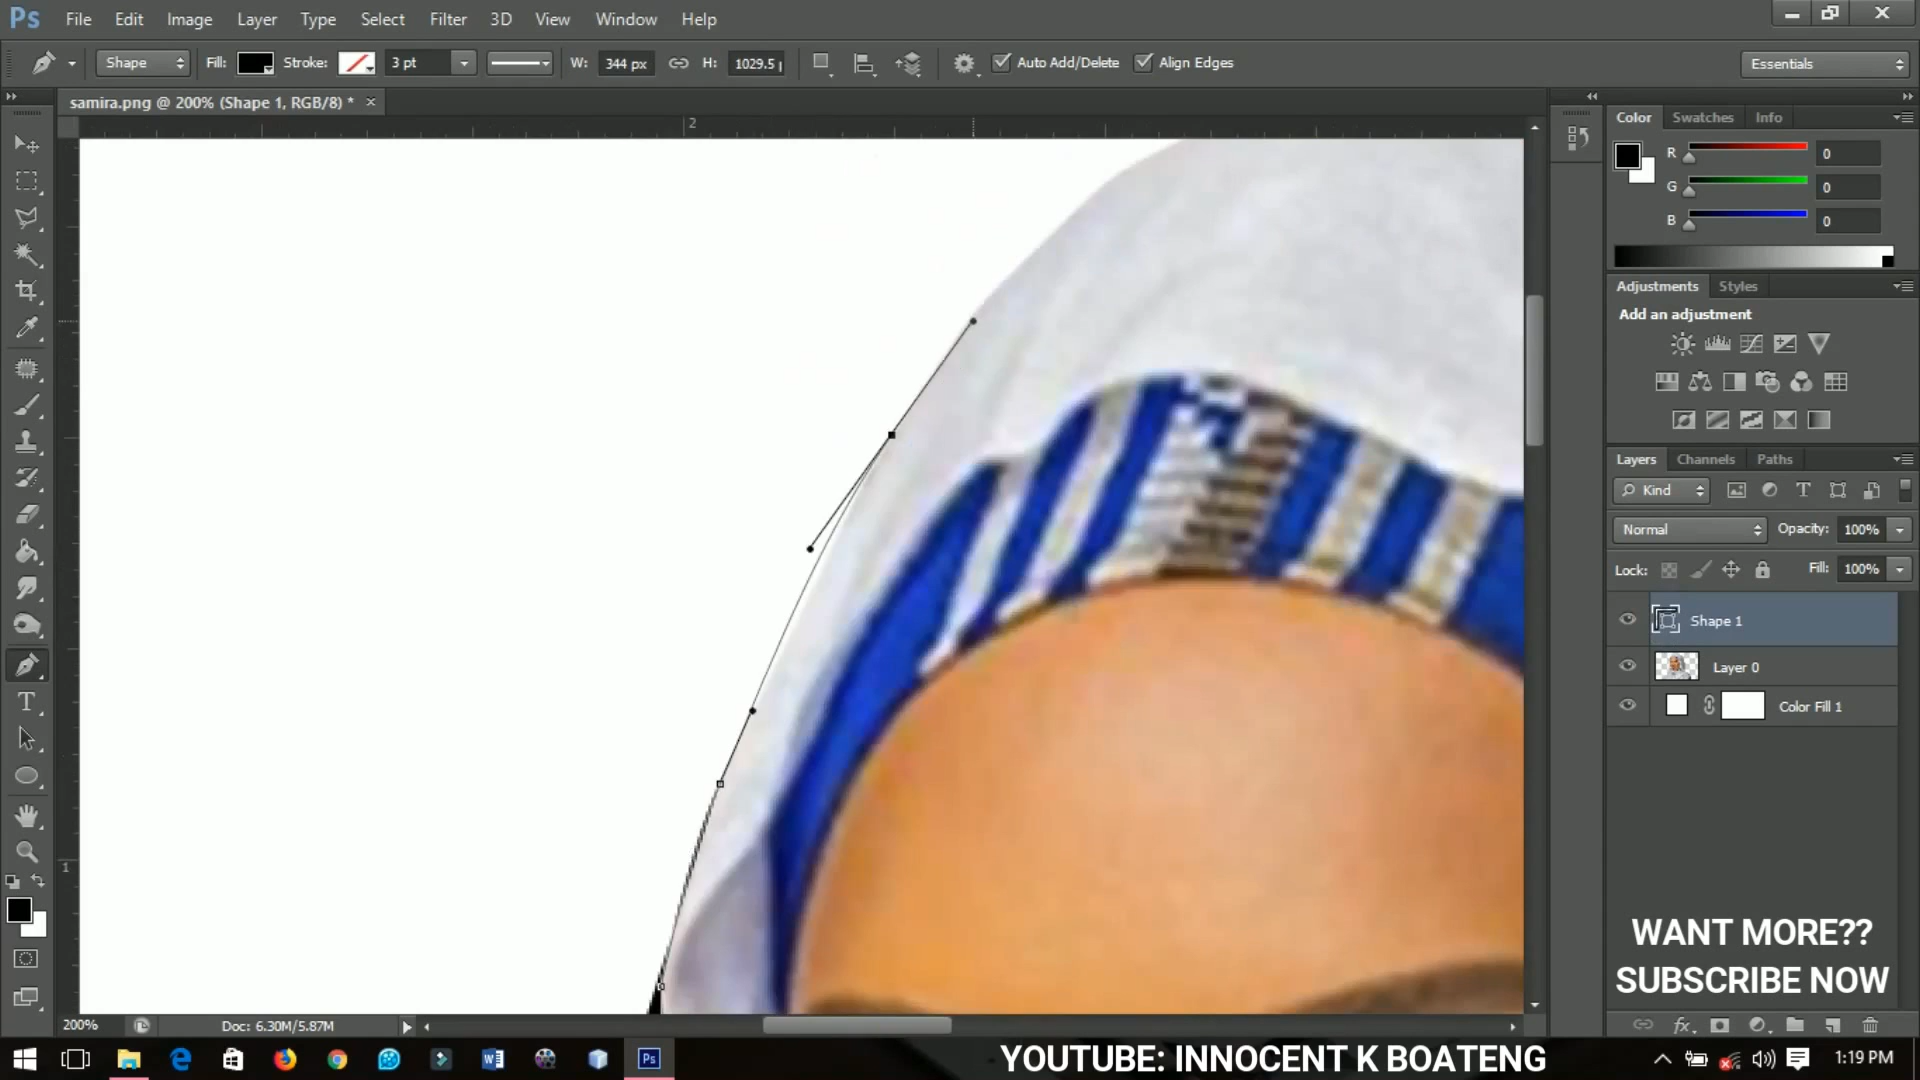 Ps File Edit Image Layer Type Select Filter 3D View Window Help
Shape Fill: Stroke: 3 pt W: 344 px H: 1029.5 Auto Add/Delete Align Edges Essentials
samira.png @ 200% (Shape 1, RGB/8) *
2
1
Color Swatches Info
R 0
G 0
B 0
Adjustments Styles
Add an adjustment
Layers Channels Paths
Kind
Normal Opacity: 100%
Lock: Fill: 100%
Shape 1
Layer 0
Color Fill 1
WANT MORE??
SUBSCRIBE NOW
200% Doc: 6.30M/5.87M
YOUTUBE: INNOCENT K BOATENG
1:19 PM